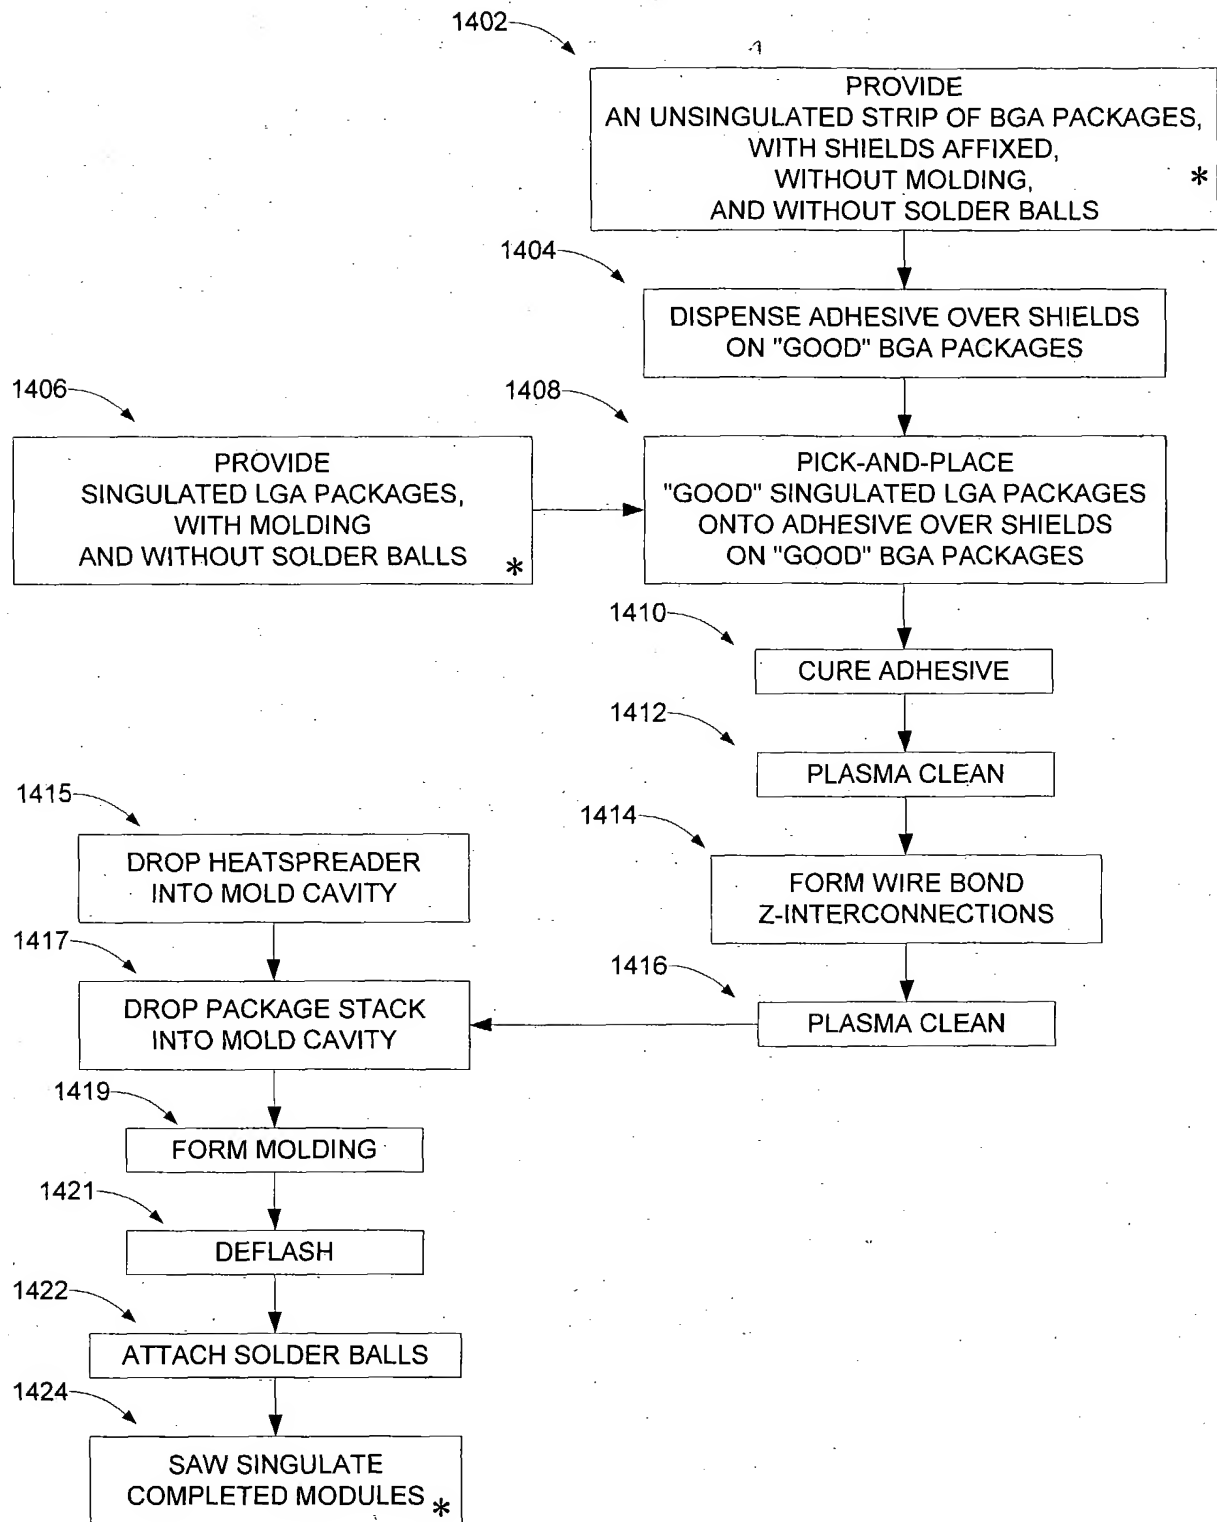 1402
PROVIDE
AN UNSINGULATED STRIP OF BGA PACKAGES,
WITH SHIELDS AFFIXED,
WITHOUT MOLDING,
AND WITHOUT SOLDER BALLS
*
1404
DISPENSE ADHESIVE OVER SHIELDS
ON "GOOD" BGA PACKAGES
1406
PROVIDE
SINGULATED LGA PACKAGES,
WITH MOLDING
AND WITHOUT SOLDER BALLS
*
1408
PICK-AND-PLACE
"GOOD" SINGULATED LGA PACKAGES
ONTO ADHESIVE OVER SHIELDS
ON "GOOD" BGA PACKAGES
1410
CURE ADHESIVE
1412
PLASMA CLEAN
1414
FORM WIRE BOND
Z-INTERCONNECTIONS
1416
PLASMA CLEAN
1415
DROP HEATSPREADER
INTO MOLD CAVITY
1417
DROP PACKAGE STACK
INTO MOLD CAVITY
1419
FORM MOLDING
1421
DEFLASH
1422
ATTACH SOLDER BALLS
1424
SAW SINGULATE
COMPLETED MODULES
*